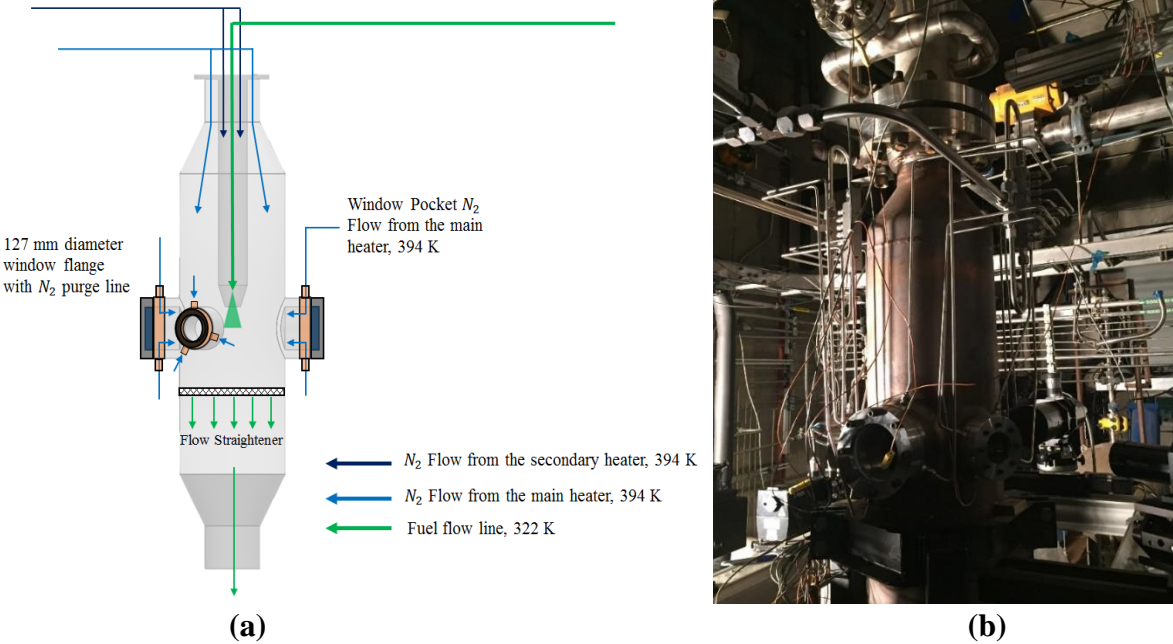 Window Pocket N₂
Flow from the main
heater, 394 K
127 mm diameter
window flange
with N₂ purge line
Flow Straightener
N₂ Flow from the secondary heater, 394 K
N₂ Flow from the main heater, 394 K
Fuel flow line, 322 K
(a)
(b)